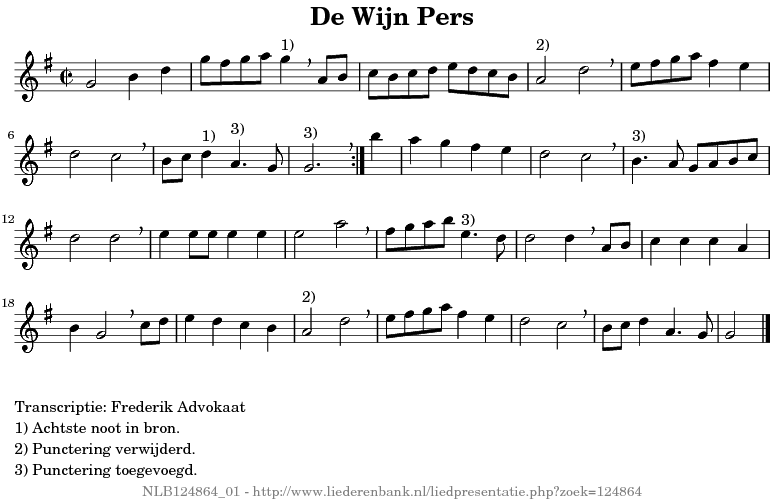 De Wijn Pers
1)
2)
6
1)
3)
3)
3)
12
3)
18
2)
Transcriptie: Frederik Advokaat
1) Achtste noot in bron.
2) Punctering verwijderd.
3) Punctering toegevoegd.
NLB124864_01 - http://www.liederenbank.nl/liedpresentatie.php?zoek=124864